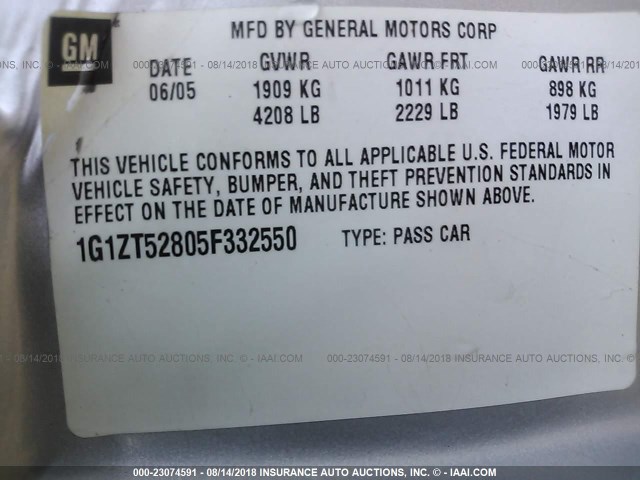 MFD BY GENERAL MOTORS CORP
GM
DATE GVWR GAWR FRT GAWR RR
06/05 1909 KG 1011 KG 898 KG
4208 LB 2229 LB 1979 LB
THIS VEHICLE CONFORMS TO ALL APPLICABLE U.S. FEDERAL MOTOR
VEHICLE SAFETY, BUMPER, AND THEFT PREVENTION STANDARDS IN
EFFECT ON THE DATE OF MANUFACTURE SHOWN ABOVE.
1G1ZT52805F332550 TYPE: PASS CAR
000-23074591 - 08/14/2018 INSURANCE AUTO AUCTIONS, INC. © - IAAI.COM